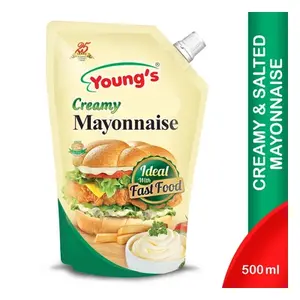 Young's
Creamy
Mayonnaise
Ideal
With
Fast Food
CREAMY & SALTED
MAYONNAISE
500 ml